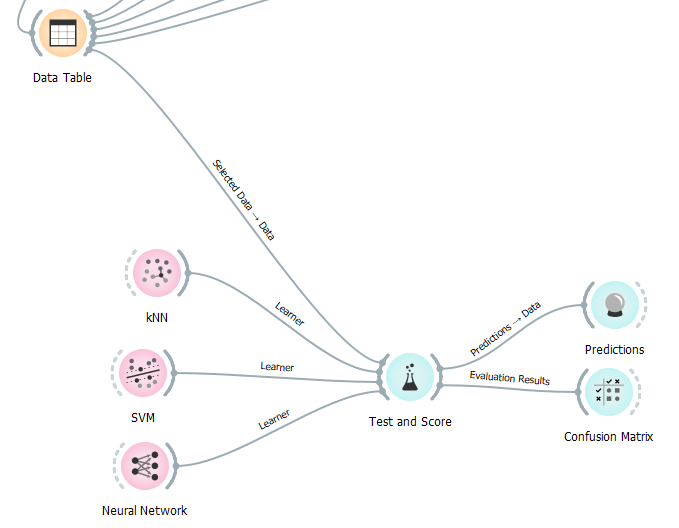 Data Table
Selected Data → Data
kNN
Learner
Predictions → Data
Predictions
Learner
SVM
Test and Score
Evaluation Results
Confusion Matrix
Learner
Neural Network